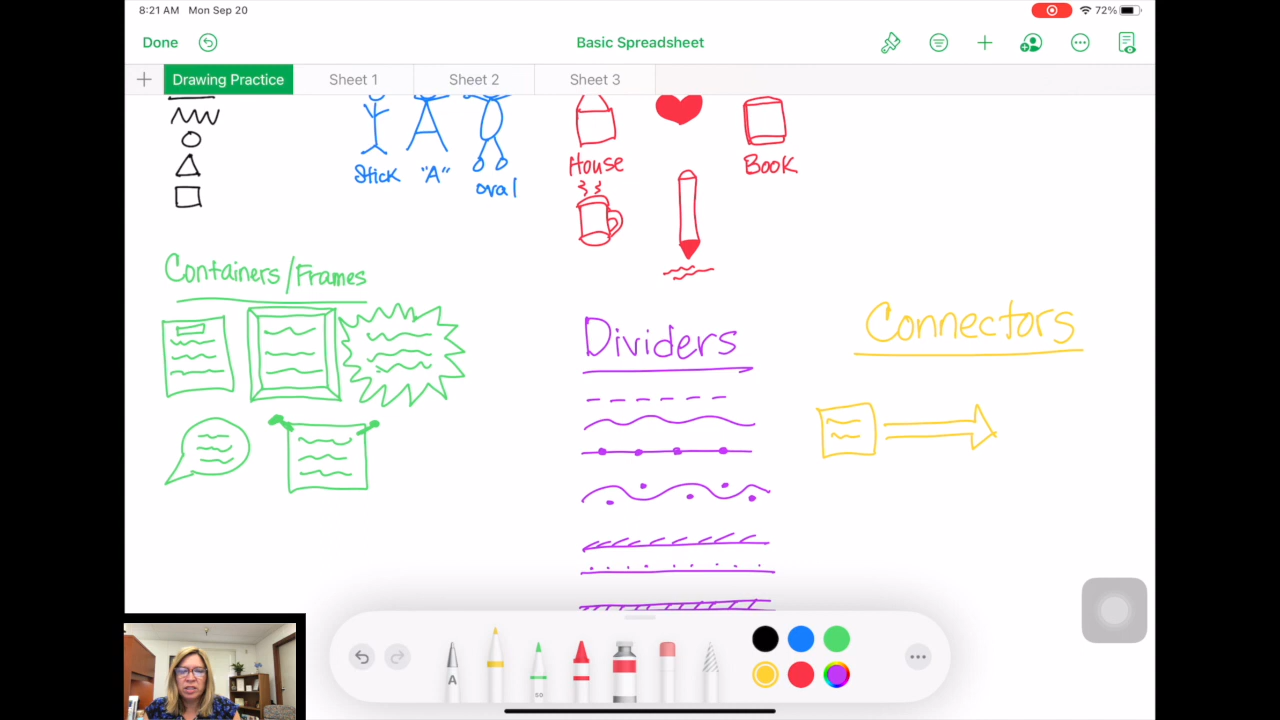 8:21 AM Mon Sep 20
72%
Done
Basic Spreadsheet
Drawing Practice
Sheet 1
Sheet 2
Sheet 3
Stick
"A"
oval
House
Book
Containers/Frames
Dividers
Connectors
A
50